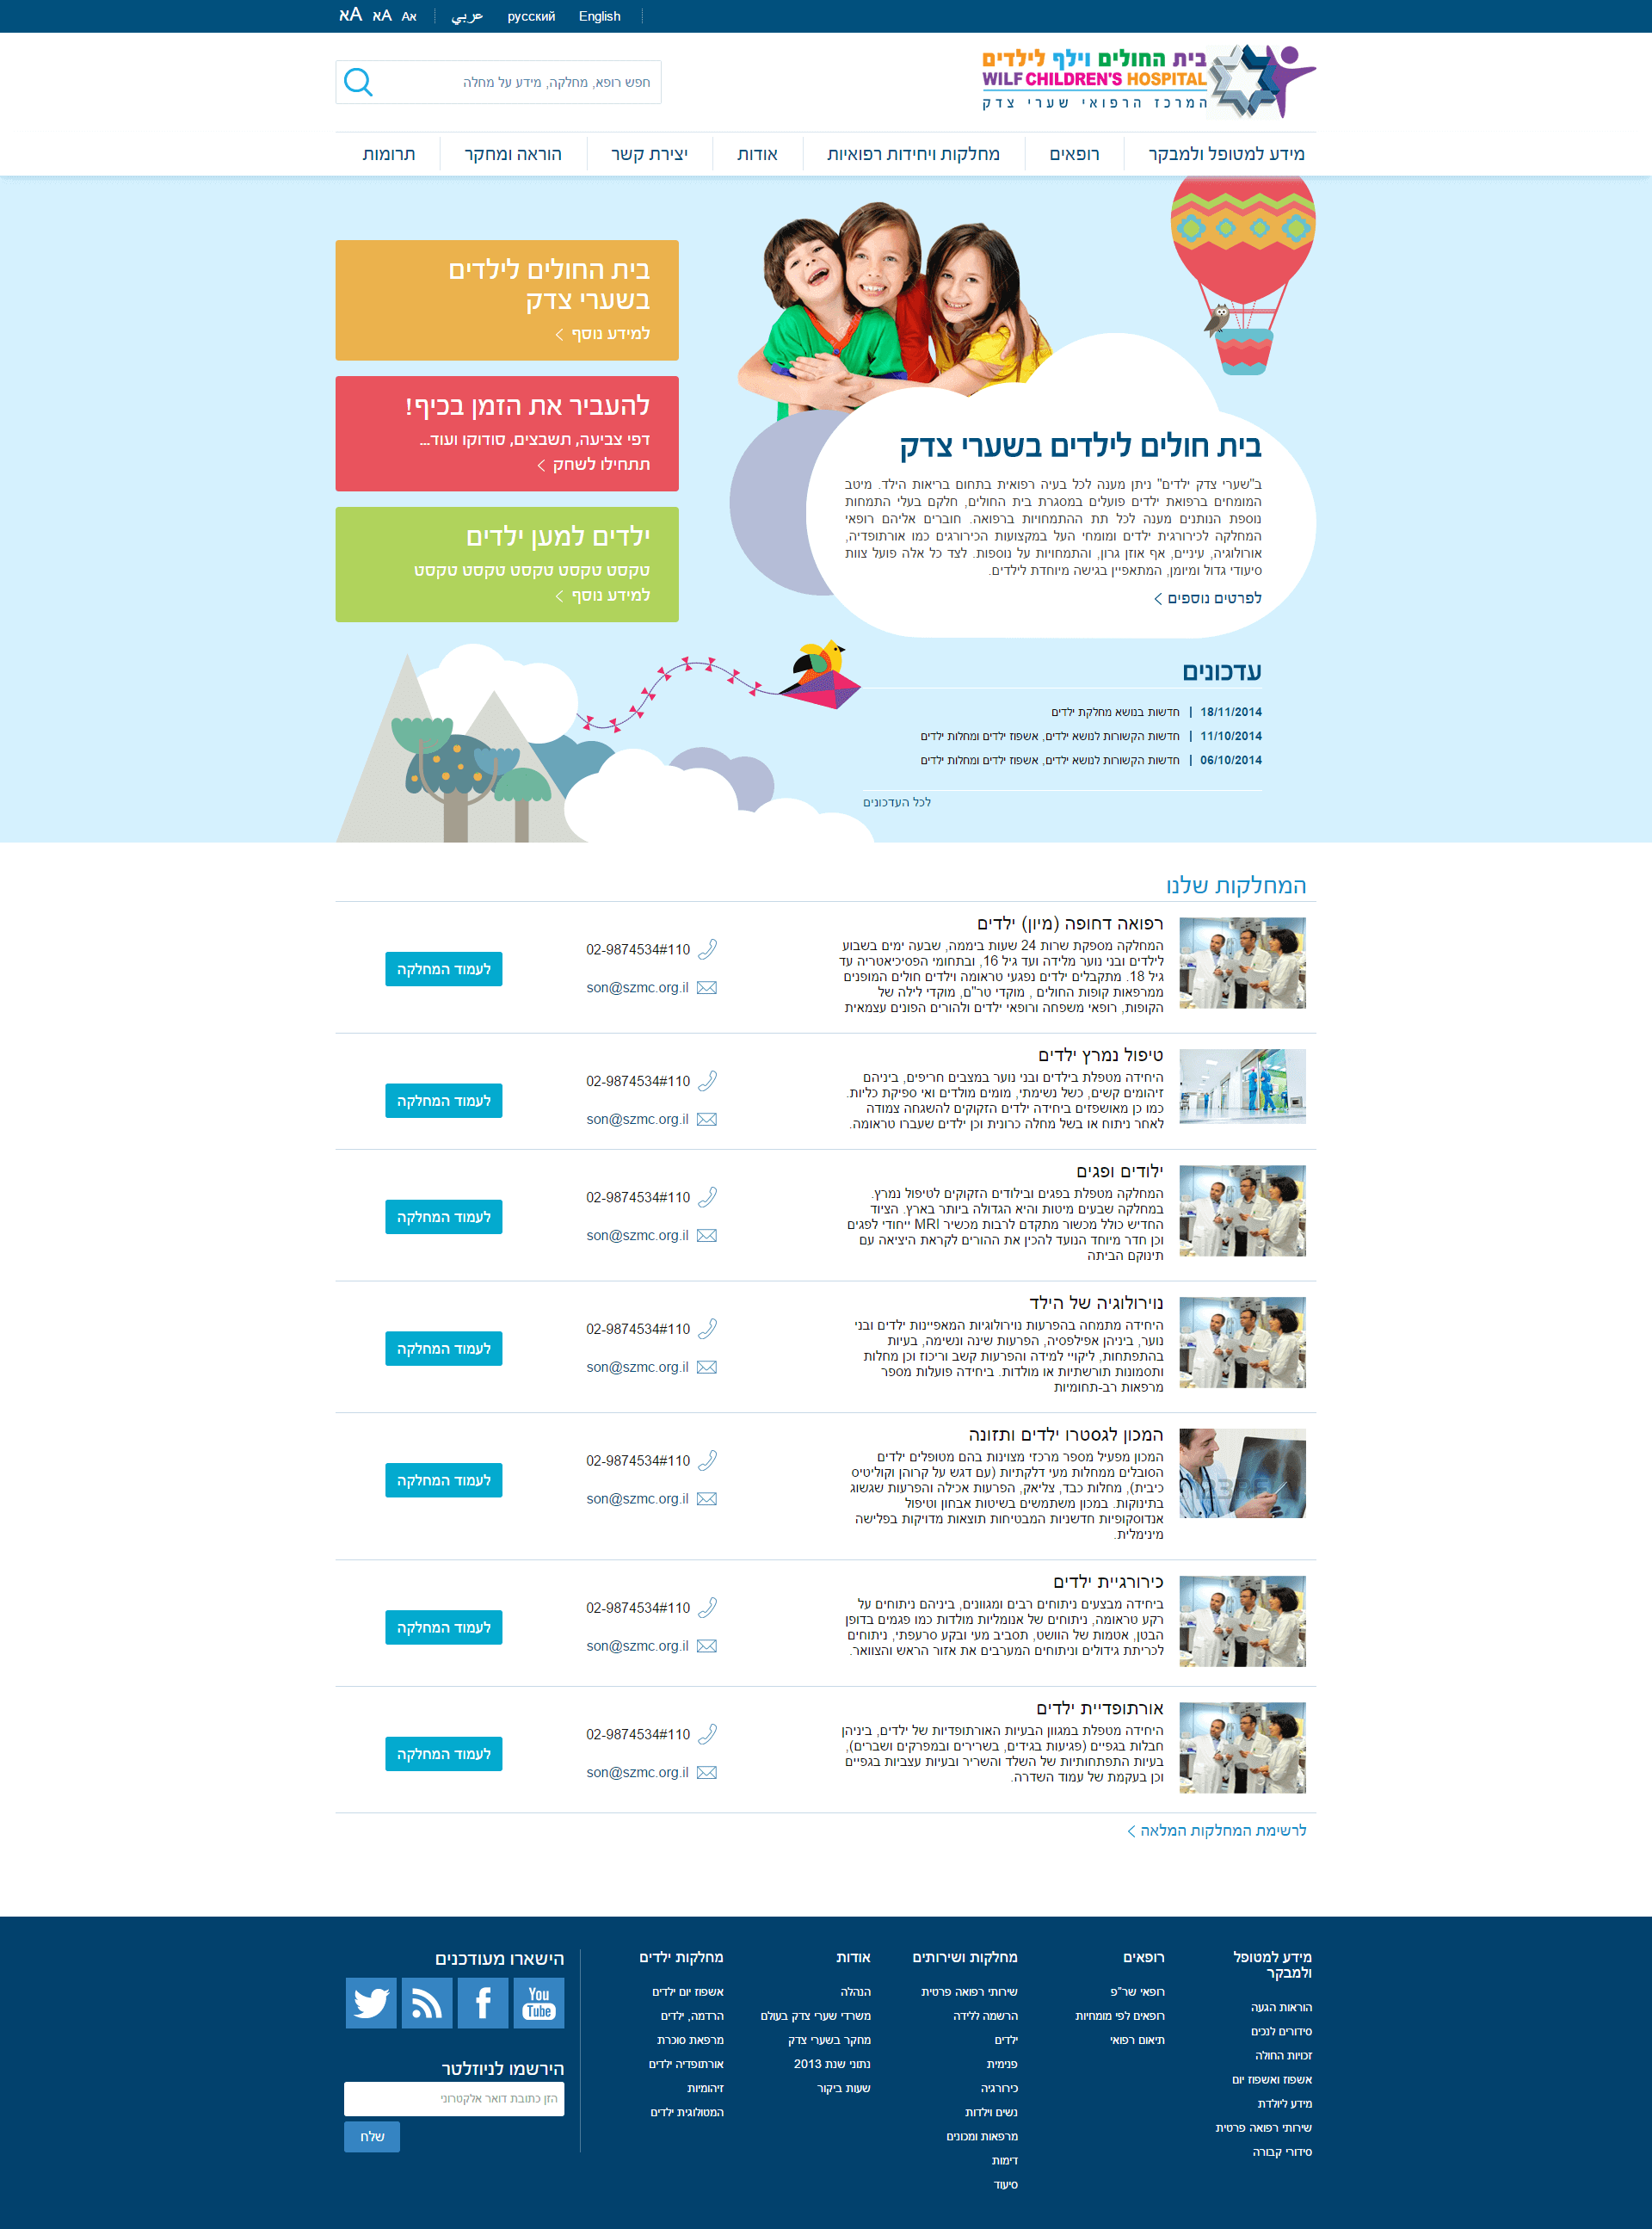 English
русский
عربي
אא
אA
אA
בית החולים וילף לילדים
WILF CHILDREN'S HOSPITAL
המרכז הרפואי שערי צדק
חפש רופא, מחלקה, מידע על מחלה
מידע למטופל ולמבקר
רופאים
מחלקות ויחידות רפואיות
אודות
יצירת קשר
הוראה ומחקר
תרומות
בית חולים לילדים בשערי צדק
ב"שערי צדק ילדים" ניתן מענה לכל בעיה רפואית בתחום בריאות הילד. מיטב
המומחים ברפואת ילדים פועלים במסגרת בית החולים, חלקם בעלי התמחות
נוספת הנותנים מענה לכל תת ההתמחויות ברפואה. חוברים אליהם רופאי
המחלקה לכירורגית ילדים ומומחי העל במקצועות הכירורגים כמו אורתופדיה,
אורולוגיה, עיניים, אף אוזן גרון, והתמחויות על נוספות. לצד כל אלה פועל צוות
סיעודי גדול ומיומן, המתאפיין בגישה מיוחדת לילדים.
לפרטים נוספים >
בית החולים לילדים
בשערי צדק
למידע נוסף >
להעביר את הזמן בכיף!
דפי צביעה, תשבצים, סודוקו ועוד...
תתחילו לשחק >
ילדים למען ילדים
טקסט טקסט טקסט טקסט טקסט
למידע נוסף >
עדכונים
18/11/2014 | חדשות בנושא מחלקת ילדים
11/10/2014 | חדשות הקשורות לנושא ילדים, אשפוז ילדים ומחלות ילדים
06/10/2014 | חדשות הקשורות לנושא ילדים, אשפוז ילדים ומחלות ילדים
לכל העדכונים
המחלקות שלנו
רפואה דחופה (מיון) ילדים
המחלקה מספקת שרות 24 שעות ביממה, שבעה ימים בשבוע
לילדים ובני נוער מלידה ועד גיל 16, ובתחומי הפסיכיאטריה עד
גיל 18. מתקבלים ילדים נפגעי טראומה וילדים חולים המופנים
ממרפאות קופות החולים , מוקדי טר"ם, מוקדי לילה של
הקופות, רופאי משפחה ורופאי ילדים ולהורים הפונים עצמאית
02-9874534#110
son@szmc.org.il
לעמוד המחלקה
טיפול נמרץ ילדים
היחידה מטפלת בילדים ובני נוער במצבים חריפים, ביניהם
זיהומים קשים, כשל נשימתי, מומים מולדים ואי ספיקת כליות.
כמו כן מאושפזים ביחידה ילדים הזקוקים להשגחה צמודה
לאחר ניתוח או בשל מחלה כרונית וכן ילדים שעברו טראומה.
02-9874534#110
son@szmc.org.il
לעמוד המחלקה
ילודים ופגים
המחלקה מטפלת בפגים ובילודים הזקוקים לטיפול נמרץ.
במחלקה שבעים מיטות והיא הגדולה ביותר בארץ. הציוד
החדיש כולל מכשור מתקדם לרבות מכשיר MRI ייחודי לפגים
וכן חדר מיוחד הנועד להכין את ההורים לקראת היציאה עם
תינוקם הביתה
02-9874534#110
son@szmc.org.il
לעמוד המחלקה
נוירולוגיה של הילד
היחידה מתמחה בהפרעות נוירולוגיות המאפיינות ילדים ובני
נוער, ביניהן אפילפסיה, הפרעות שינה ונשימה, בעיות
בהתפתחות, ליקויי למידה והפרעות קשב וריכוז וכן מחלות
ותסמונות תורשתיות או מולדות. ביחידה פועלות מספר
מרפאות רב-תחומיות
02-9874534#110
son@szmc.org.il
לעמוד המחלקה
המכון לגסטרו ילדים ותזונה
המכון מפעיל מספר מרכזי מצוינות בהם מטופלים ילדים
הסובלים ממחלות מעי דלקתיות (עם דגש על קרוהן וקוליטיס
כיבית), מחלות כבד, צליאק, הפרעות אכילה והפרעות שגשוג
בתינוקות. במכון משתמשים בשיטות אבחון וטיפול
אנדוסקופיות חדשניות המבטיחות תוצאות מדויקות בפלישה
מינימלית.
02-9874534#110
son@szmc.org.il
לעמוד המחלקה
כירורגיית ילדים
ביחידה מבצעים ניתוחים רבים ומגוונים, ביניהם ניתוחים על
רקע טראומה, ניתוחים של אנומליות מולדות כמו פגמים בדופן
הבטן, אטמות של הוושט, תסביב מעי ובקע סרעפתי, ניתוחים
לכריתת גידולים וניתוחים המערבים את אזור הראש והצוואר.
02-9874534#110
son@szmc.org.il
לעמוד המחלקה
אורתופדיית ילדים
היחידה מטפלת במגוון הבעיות האורתופדיות של ילדים, ביניהן
חבלות בגפיים (פגיעות בגידים, בשרירים ובמפרקים ושברים),
בעיות התפתחותיות של השלד והשריר ובעיות עצביות בגפיים
וכן בעקמת של עמוד השדרה.
02-9874534#110
son@szmc.org.il
לעמוד המחלקה
לרשימת המחלקות המלאה >
מידע למטופל
ולמבקר
הוראות הגעה
סידורים לנכים
זכויות החולה
אשפוז ואשפוז יום
מידע ליולדת
שירותי רפואה פרטית
סידורי קבורה
רופאים
רופאי שר"פ
רופאים לפי מומחיות
תיאום רפואי
מחלקות ושירותים
שירותי רפואה פרטית
הרשמה ללידה
ילדים
פנימית
כירורגיה
נשים וילדות
מרפאות ומכונים
דימות
סיעוד
אודות
הנהלה
משרדי שערי צדק בעולם
מחקר בשערי צדק
נתוני שנת 2013
שעות ביקור
מחלקות ילדים
אשפוז יום ילדים
הרדמה, ילדים
מרפאת סוכרת
אורתופדיה ילדים
זיהומיות
המטולוגית ילדים
הישארו מעודכנים
You
Tube
הירשמו לניוזלטר
הזן כתובת דואר אלקטרוני
שלח